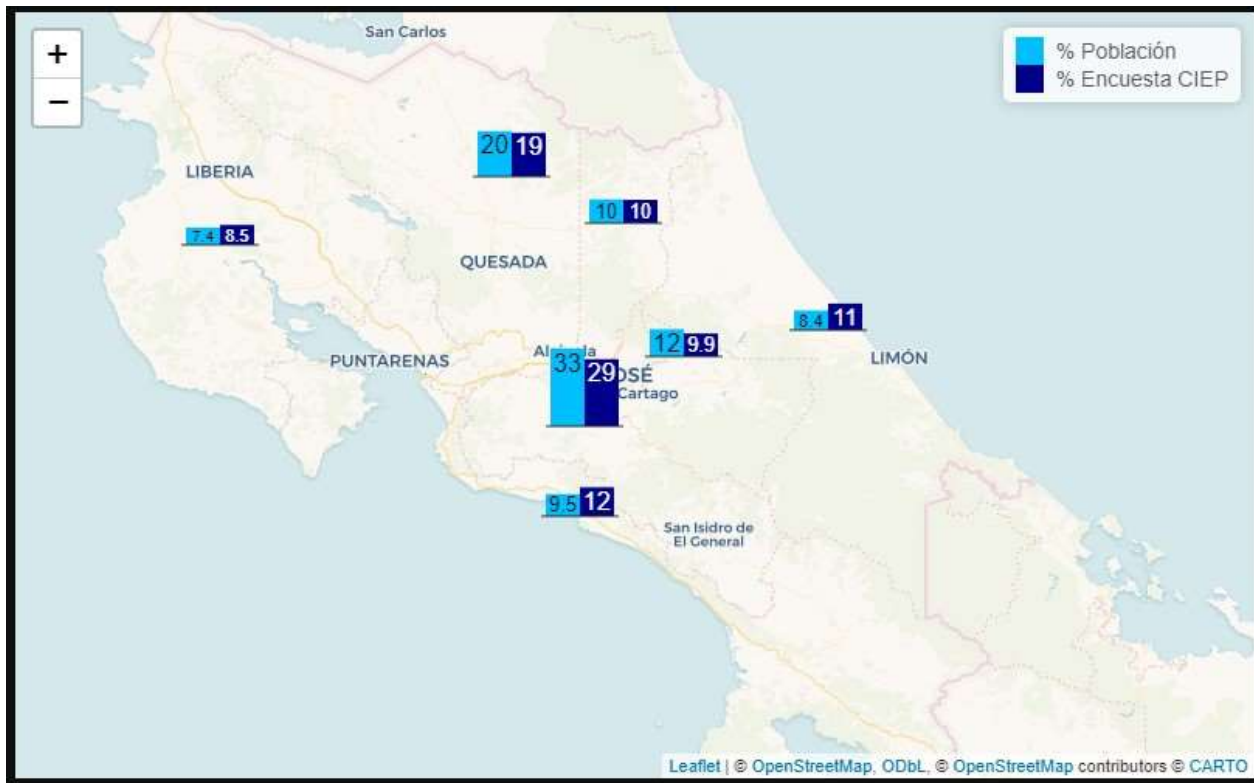 San Carlos
+
−
% Población
% Encuesta CIEP
20 19
LIBERIA
10 10
7.4 8.5
QUESADA
8.4 11
12 9.9
PUNTARENAS
LIMÓN
33 29
OSÉ
Cartago
9.5 12
San Isidro de
El General
Leaflet | © OpenStreetMap, ODbL, © OpenStreetMap contributors © CARTO